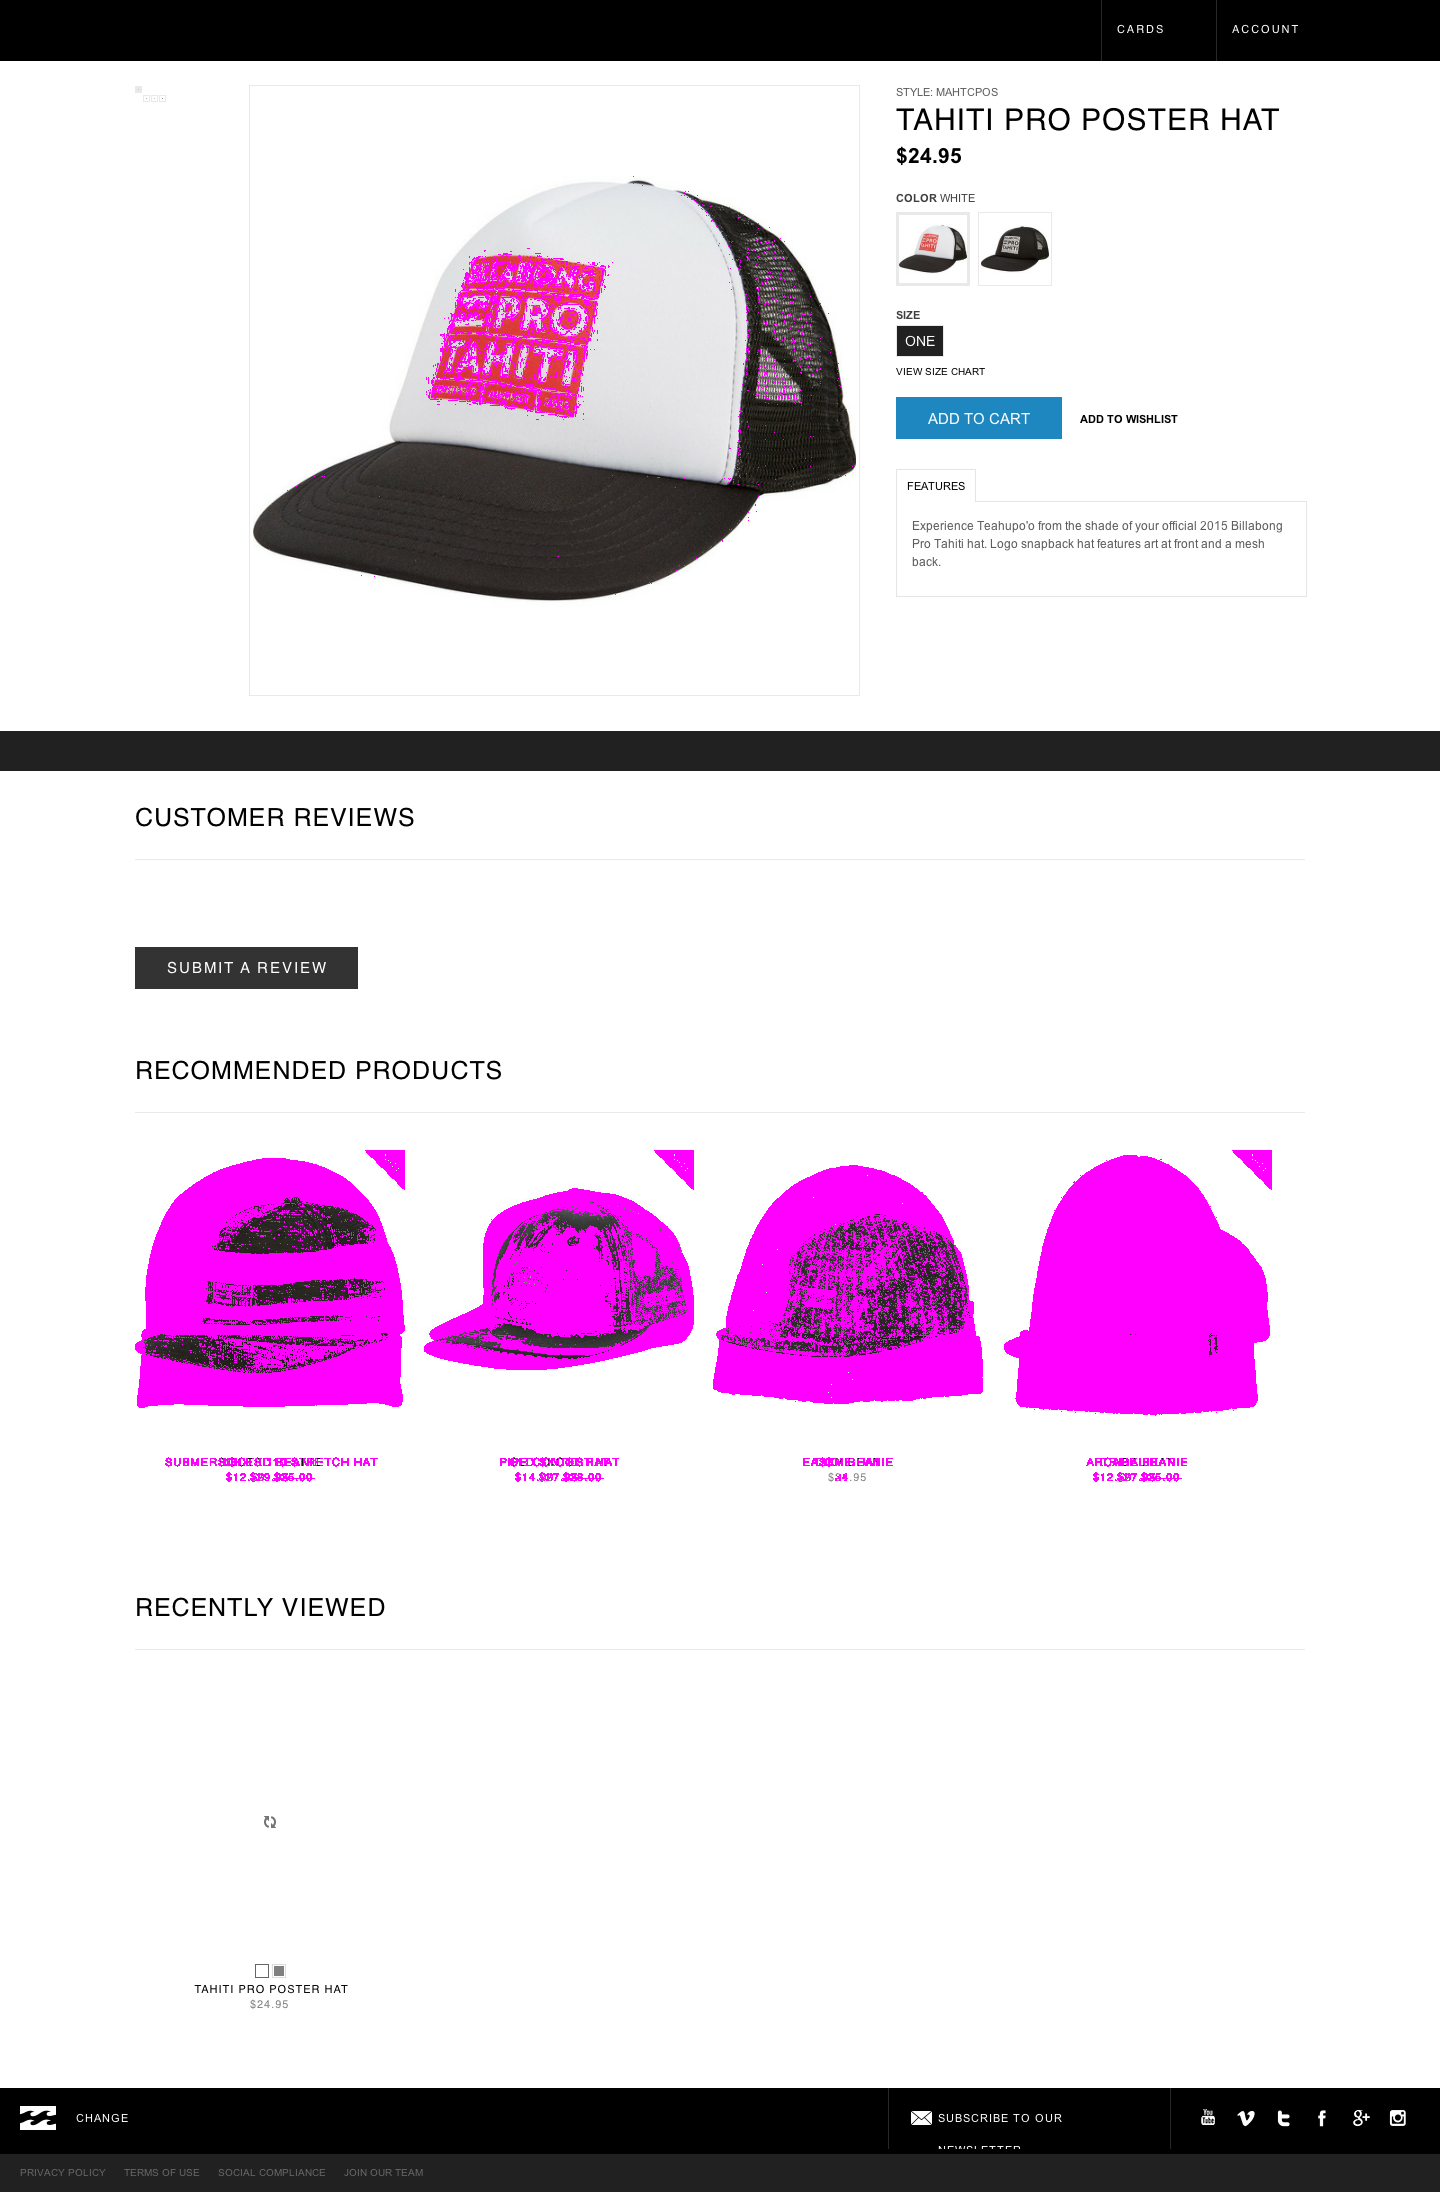 CARDS
ACCOUNT
STYLE: MAHTCPOS
TAHITI PRO POSTER HAT
$24.95
COLOR WHITE
SIZE
ONE
VIEW SIZE CHART
ADD TO CART
ADD TO WISHLIST
FEATURES
Experience Teahupo'o from the shade of your official 2015 Billabong
Pro Tahiti hat. Logo snapback hat features art at front and a mesh
back.
BILLABONG
PRO
TAHITI
CUSTOMER REVIEWS
SUBMIT A REVIEW
RECOMMENDED PRODUCTS
RECENTLY VIEWED
TAHITI PRO POSTER HAT
$24.95
CHANGE
SUBSCRIBE TO OUR
NEWSLETTER
PRIVACY POLICY
TERMS OF USE
SOCIAL COMPLIANCE
JOIN OUR TEAM